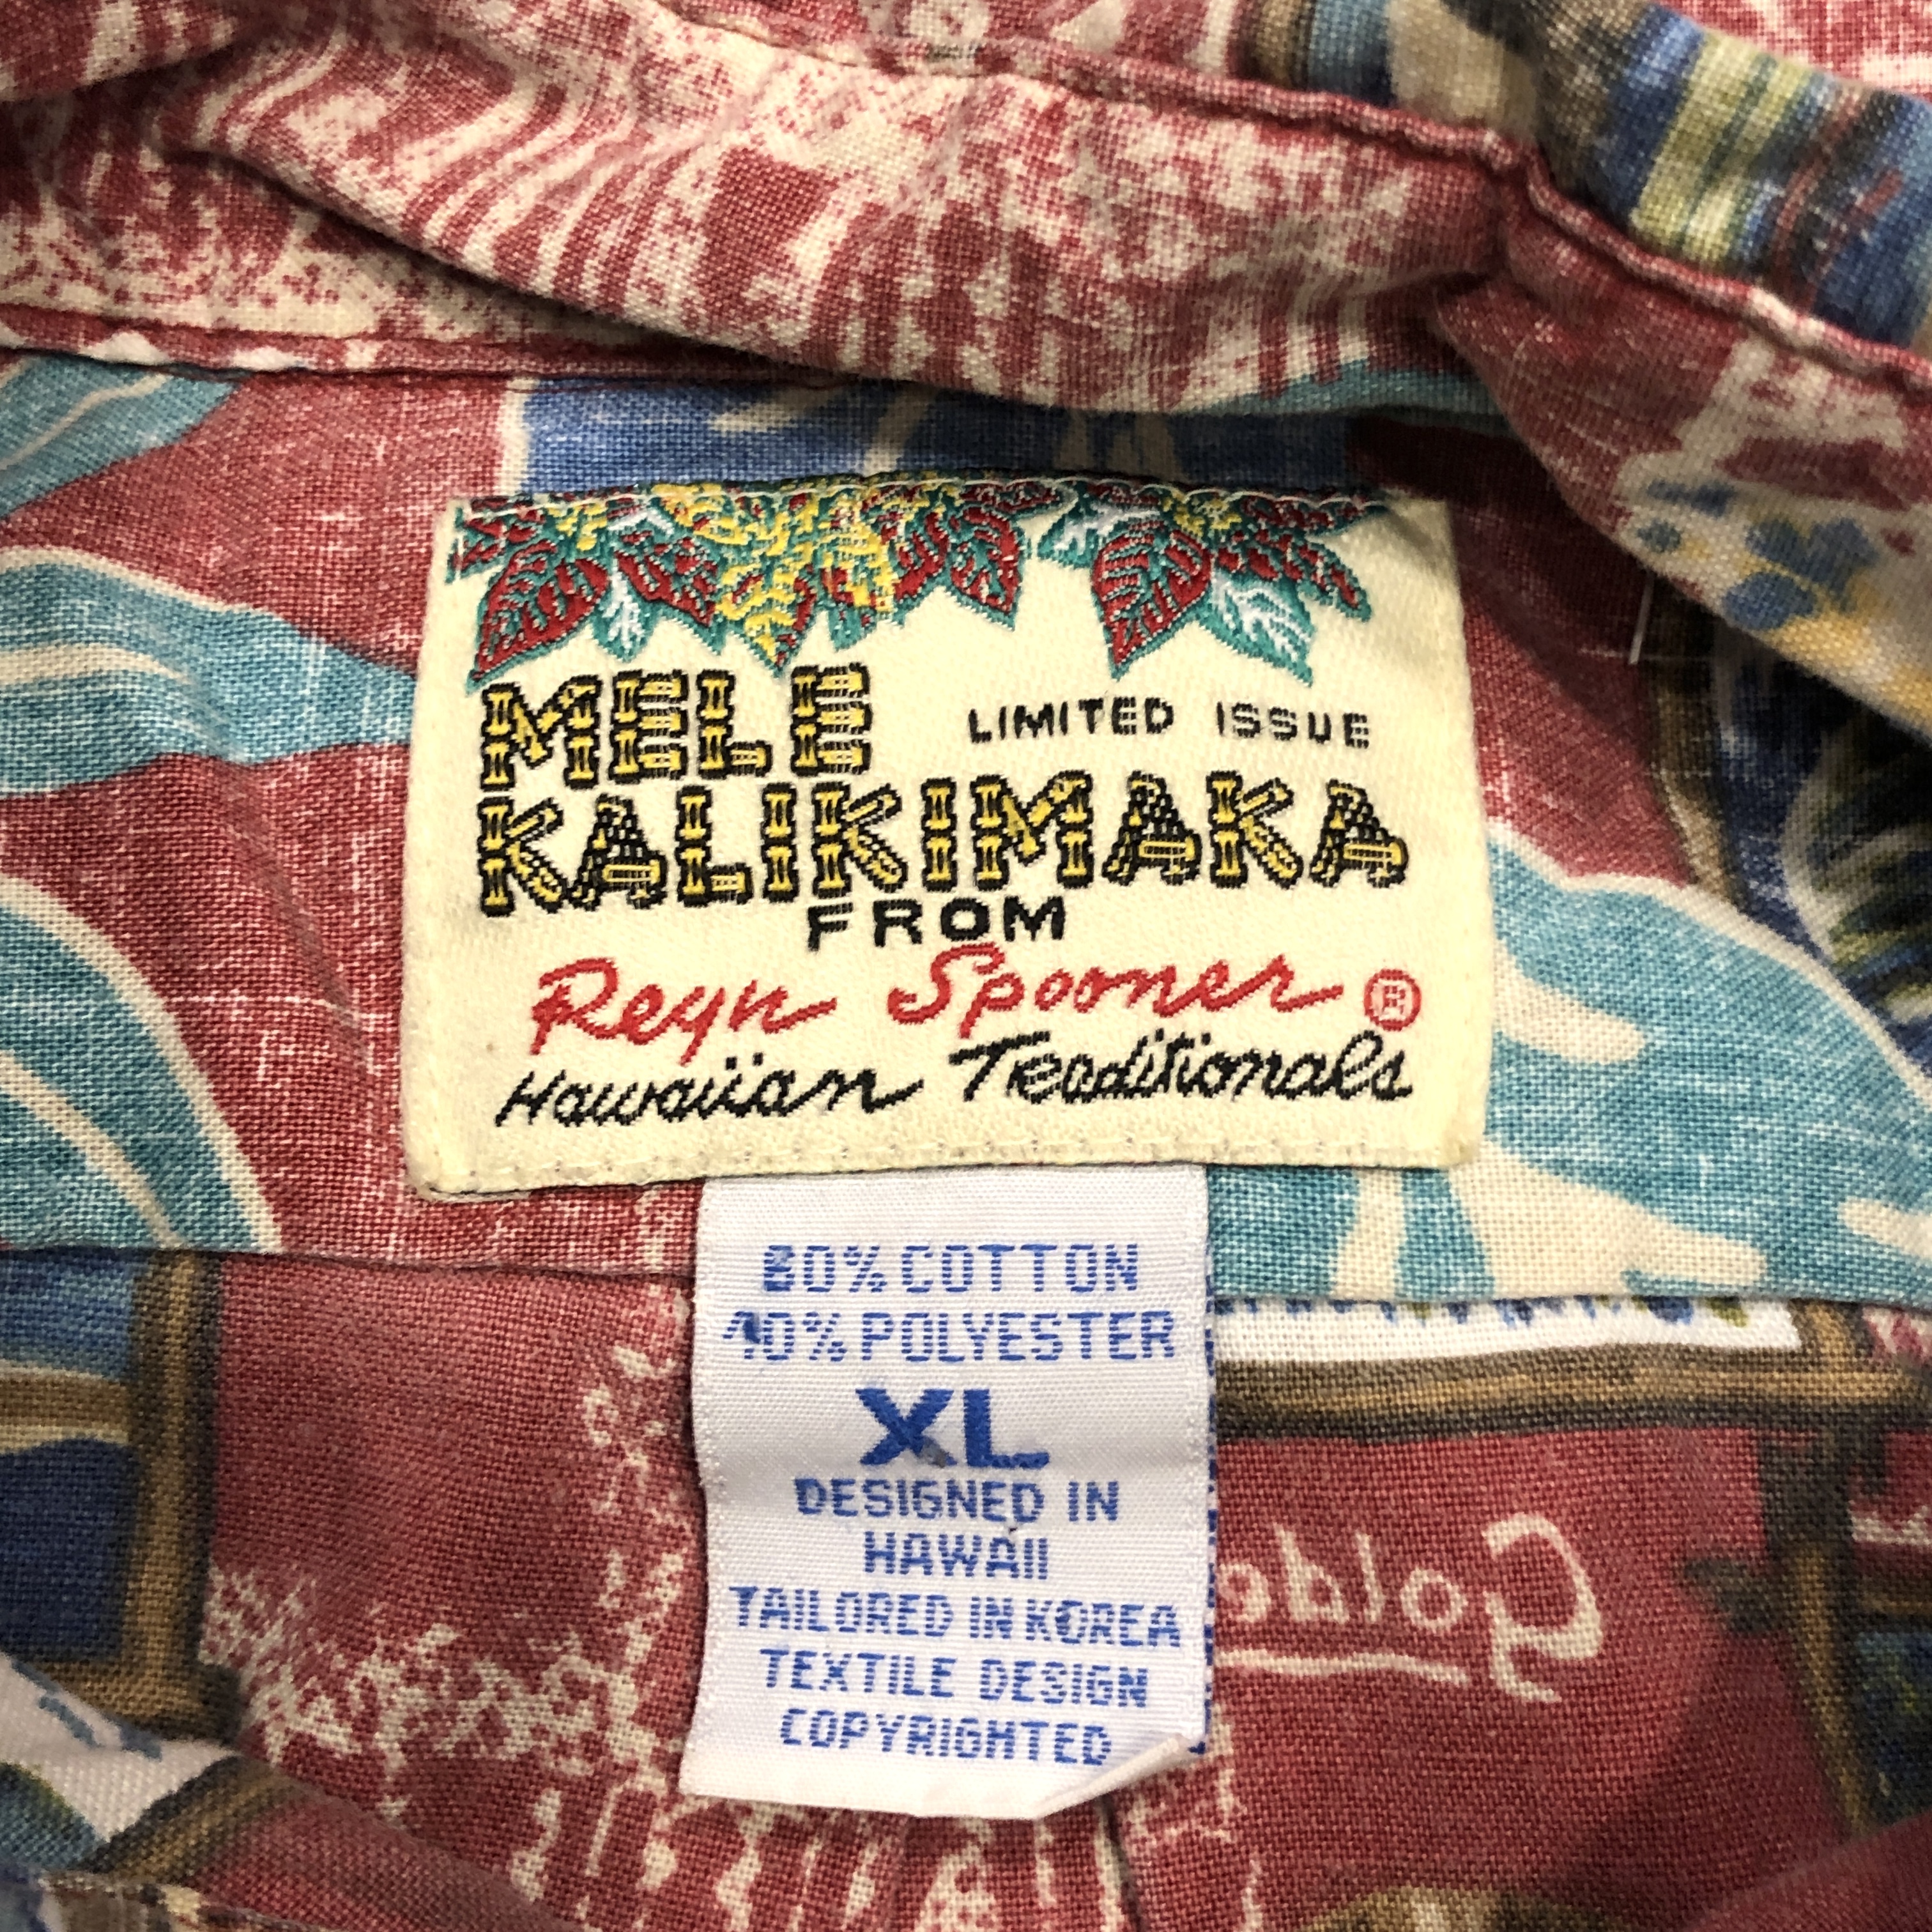 MELE
LIMITED ISSUE
KALIKIMAKA
FROM
Reyn Spooner ®
Hawaiian Traditionals
60% COTTON
40% POLYESTER
XL
DESIGNED IN
HAWAII
TAILORED IN KOREA
TEXTILE DESIGN
COPYRIGHTED